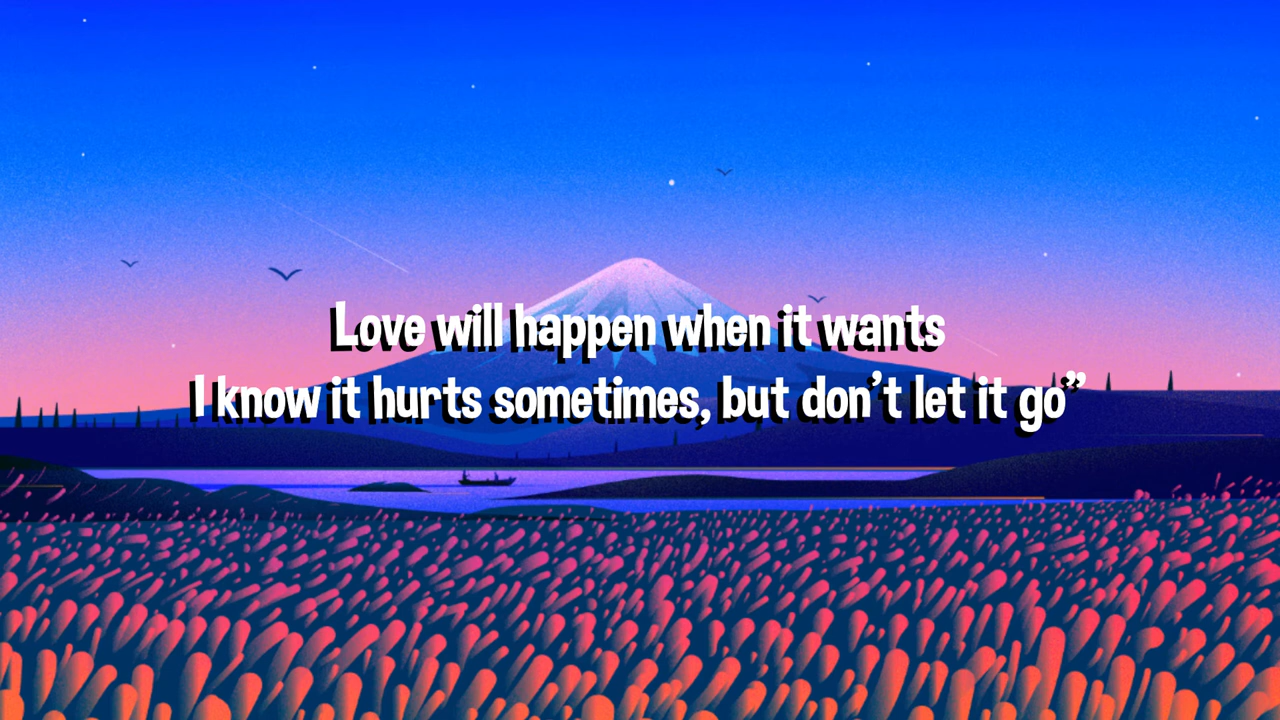 Love will happen when it wants
I know it hurts sometimes, but don’t let it go”